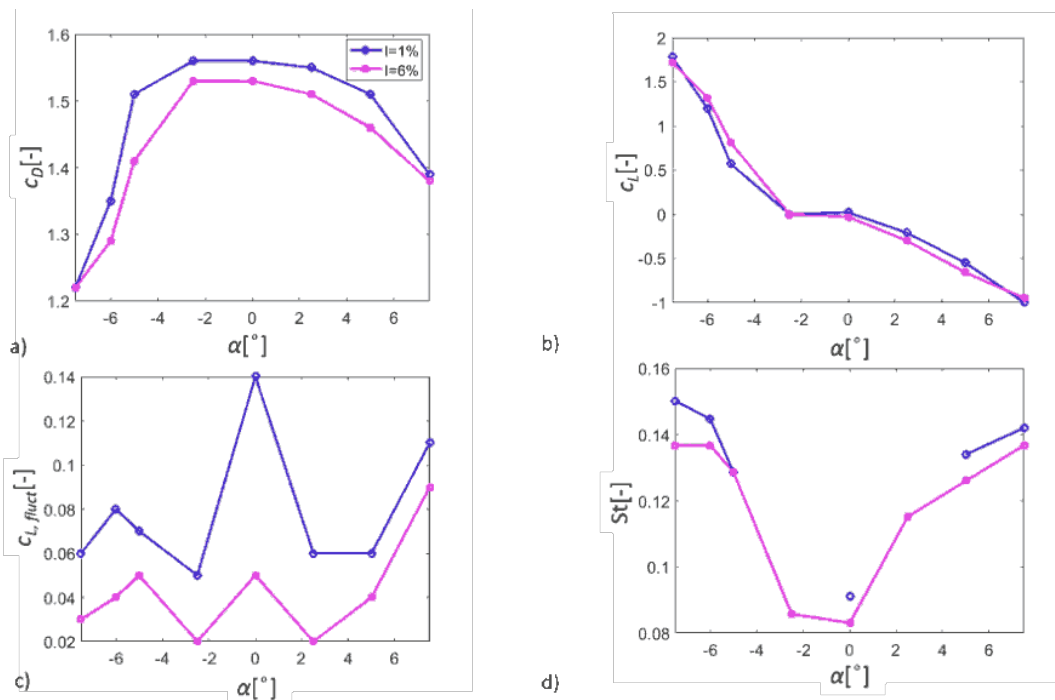 1.6
1.5
1.4
1.3
1.2
c_D[-]
I=1%
I=6%
-6 -4 -2 0 2 4 6
α[°]
a)
2
1.5
1
0.5
0
-0.5
-1
c_L[-]
-6 -4 -2 0 2 4 6
α[°]
b)
0.14
0.12
0.1
0.08
0.06
0.04
0.02
c_{L, fluct}[-]
-6 -4 -2 0 2 4 6
α[°]
c)
0.16
0.14
0.12
0.1
0.08
St[-]
-6 -4 -2 0 2 4 6
α[°]
d)